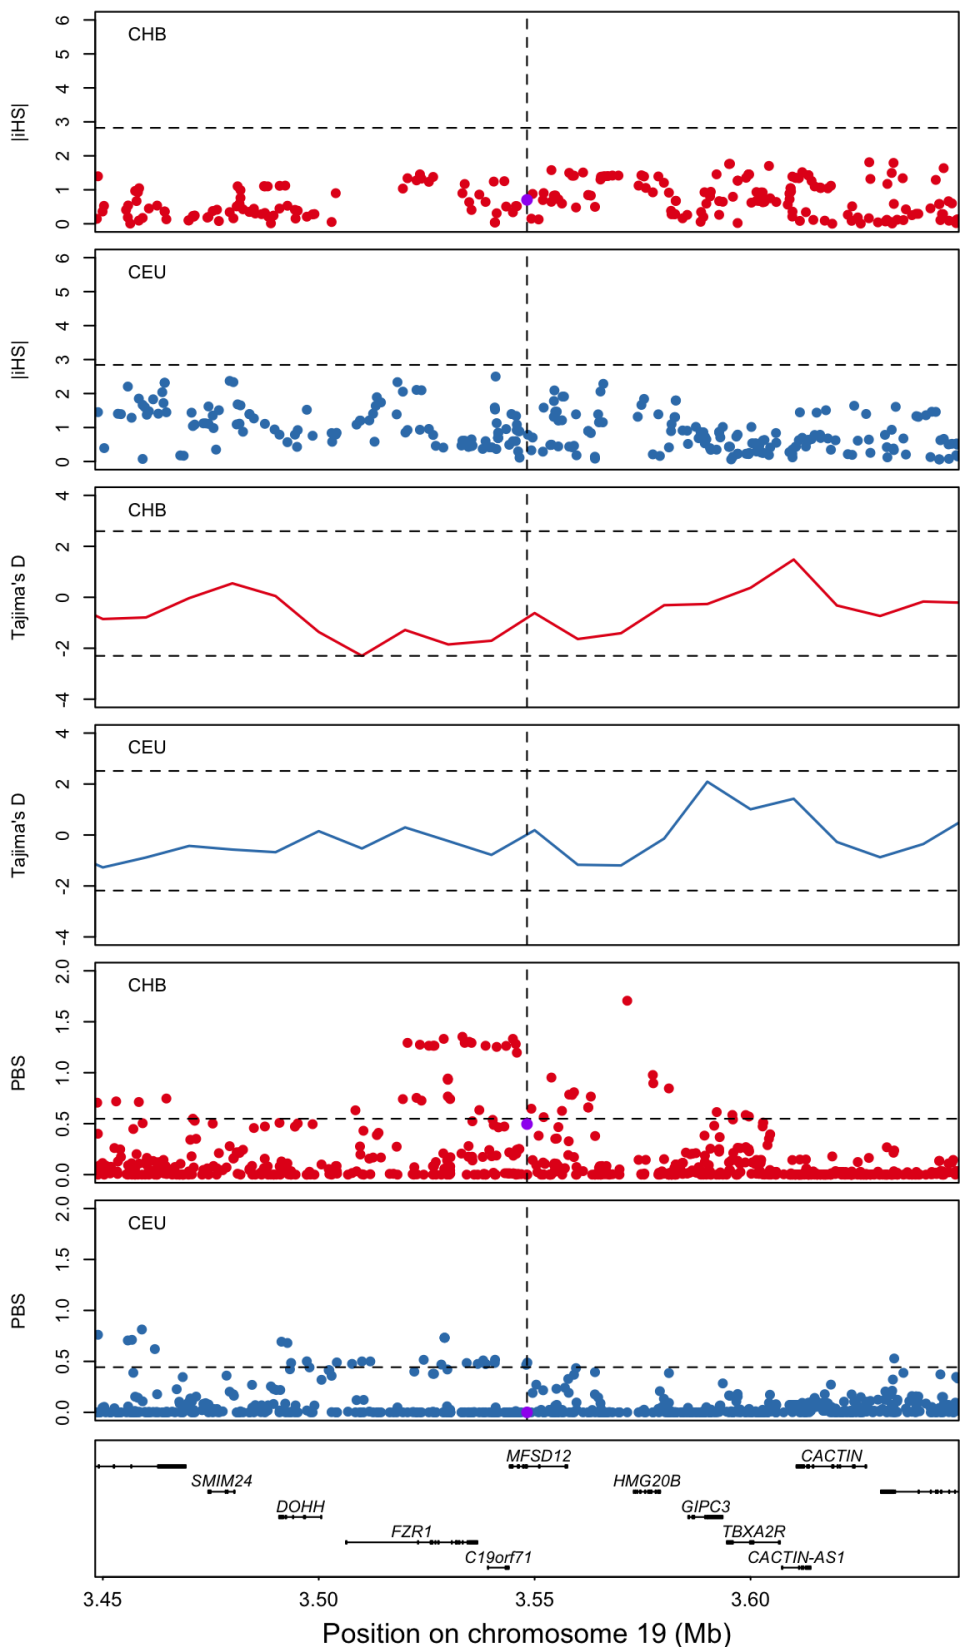 CHB
|iHS|
0 1 2 3 4 5 6
CEU
|iHS|
0 1 2 3 4 5 6
CHB
Tajima's D
-4 -2 0 2 4
CEU
Tajima's D
-4 -2 0 2 4
CHB
PBS
0.0 0.5 1.0 1.5 2.0
CEU
PBS
0.0 0.5 1.0 1.5 2.0
MFSD12 CACTIN
SMIM24 HMG20B
DOHH GIPC3
FZR1 TBXA2R
C19orf71 CACTIN-AS1
3.45 3.50 3.55 3.60
Position on chromosome 19 (Mb)